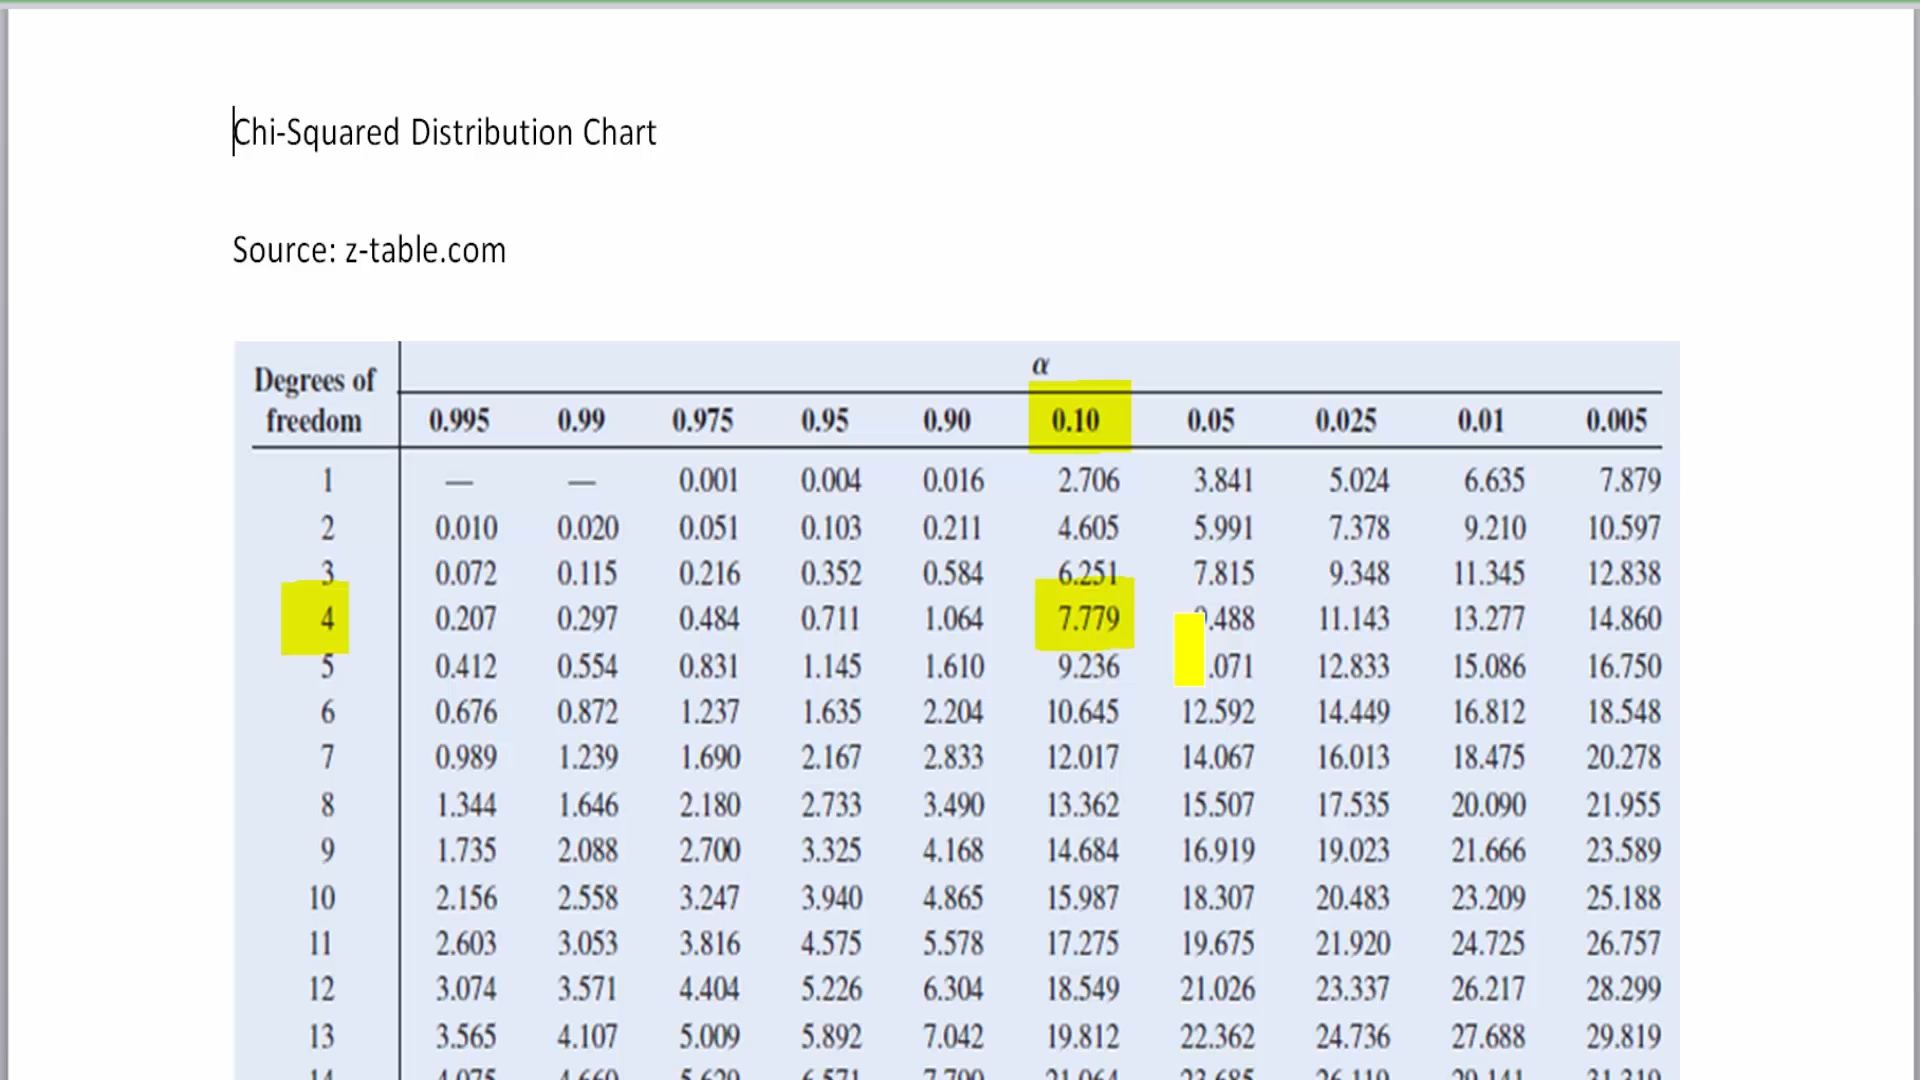 Chi-Squared Distribution Chart
Source: z-table.com
α
Degrees of
freedom 0.995 0.99 0.975 0.95 0.90 0.10 0.05 0.025 0.01 0.005
1 — — 0.001 0.004 0.016 2.706 3.841 5.024 6.635 7.879
2 0.010 0.020 0.051 0.103 0.211 4.605 5.991 7.378 9.210 10.597
3 0.072 0.115 0.216 0.352 0.584 6.251 7.815 9.348 11.345 12.838
4 0.207 0.297 0.484 0.711 1.064 7.779 .488 11.143 13.277 14.860
5 0.412 0.554 0.831 1.145 1.610 9.236 .071 12.833 15.086 16.750
6 0.676 0.872 1.237 1.635 2.204 10.645 12.592 14.449 16.812 18.548
7 0.989 1.239 1.690 2.167 2.833 12.017 14.067 16.013 18.475 20.278
8 1.344 1.646 2.180 2.733 3.490 13.362 15.507 17.535 20.090 21.955
9 1.735 2.088 2.700 3.325 4.168 14.684 16.919 19.023 21.666 23.589
10 2.156 2.558 3.247 3.940 4.865 15.987 18.307 20.483 23.209 25.188
11 2.603 3.053 3.816 4.575 5.578 17.275 19.675 21.920 24.725 26.757
12 3.074 3.571 4.404 5.226 6.304 18.549 21.026 23.337 26.217 28.299
13 3.565 4.107 5.009 5.892 7.042 19.812 22.362 24.736 27.688 29.819